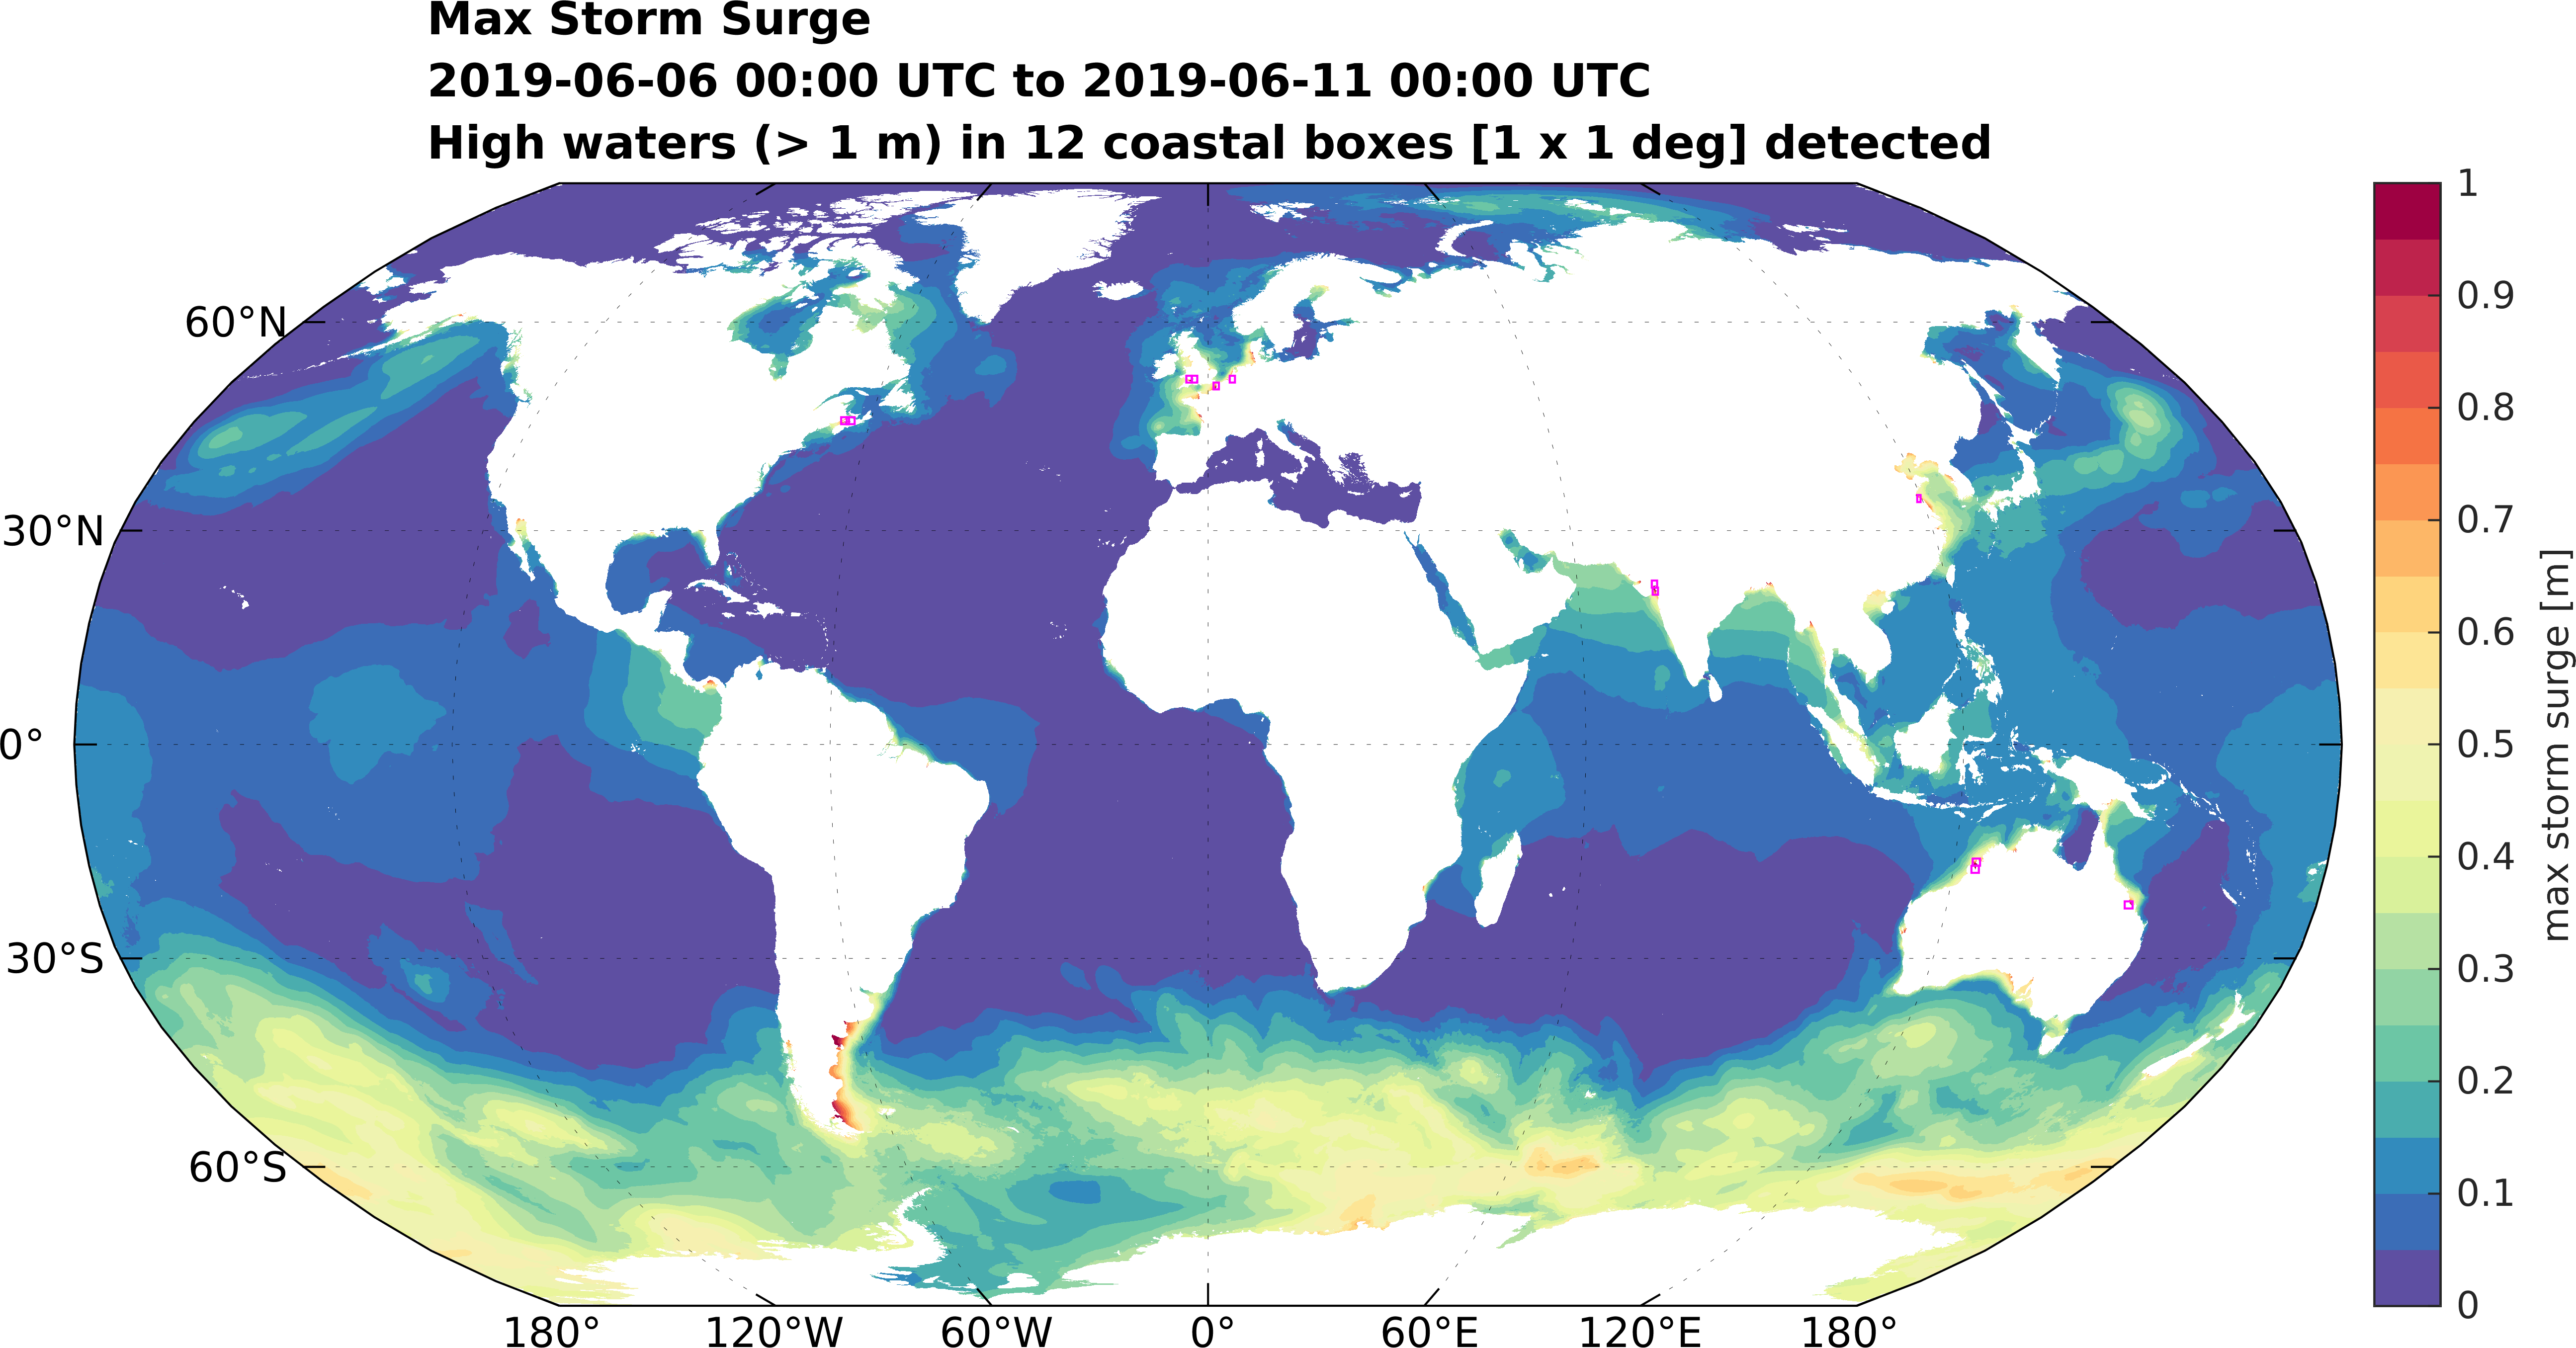 Max Storm Surge
2019-06-06 00:00 UTC to 2019-06-11 00:00 UTC
High waters (> 1 m) in 12 coastal boxes [1 x 1 deg] detected
60°N
30°N
0°
30°S
60°S
180°
120°W
60°W
0°
60°E
120°E
180°
1
0.9
0.8
0.7
0.6
0.5
0.4
0.3
0.2
0.1
0
max storm surge [m]